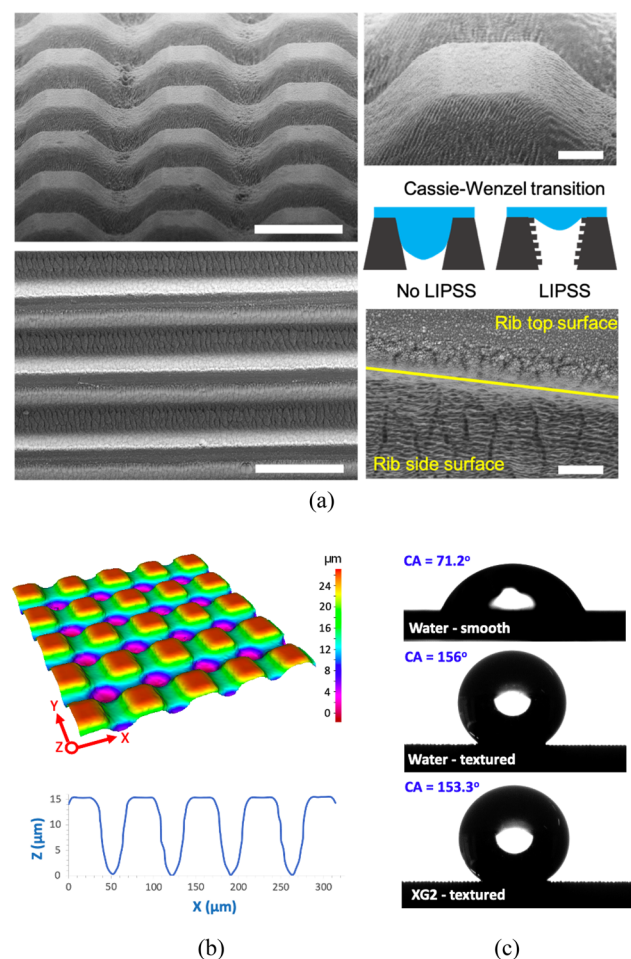 Cassie-Wenzel transition
No LIPSS
LIPSS
Rib top surface
Rib side surface
(a)
µm
24
20
16
12
8
4
0
Y
Z
X
Z (µm)
15
10
5
0
0
50
100
150
200
250
300
X (µm)
(b)
CA = 71.2°
Water - smooth
CA = 156°
Water - textured
CA = 153.3°
XG2 - textured
(c)